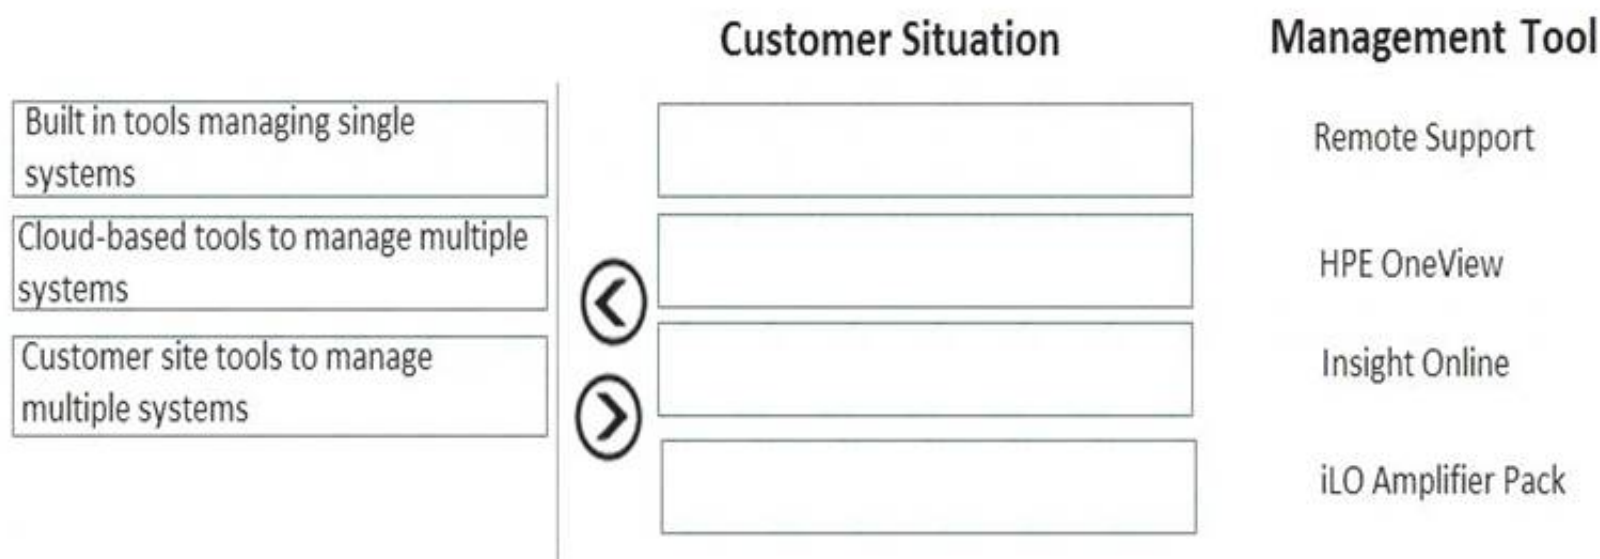 Customer Situation
Management Tool
Built in tools managing single
systems
Cloud-based tools to manage multiple
systems
Customer site tools to manage
multiple systems
Remote Support
HPE OneView
Insight Online
iLO Amplifier Pack